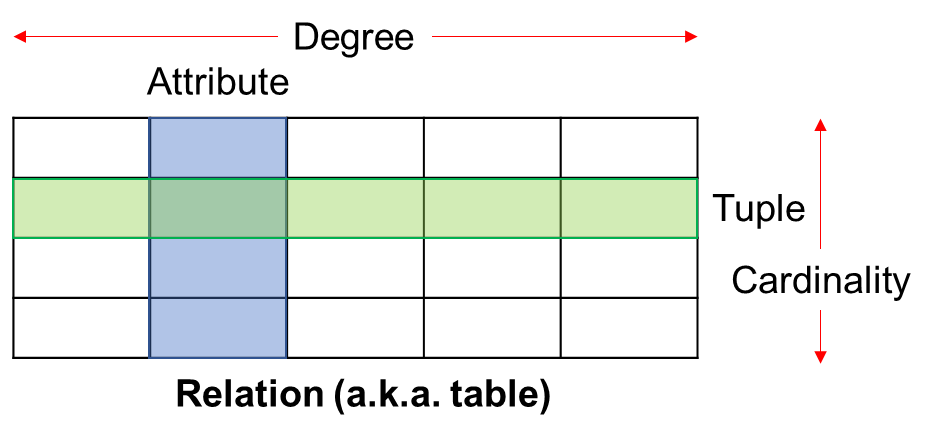 Degree
Attribute
Tuple
Cardinality
Relation (a.k.a. table)